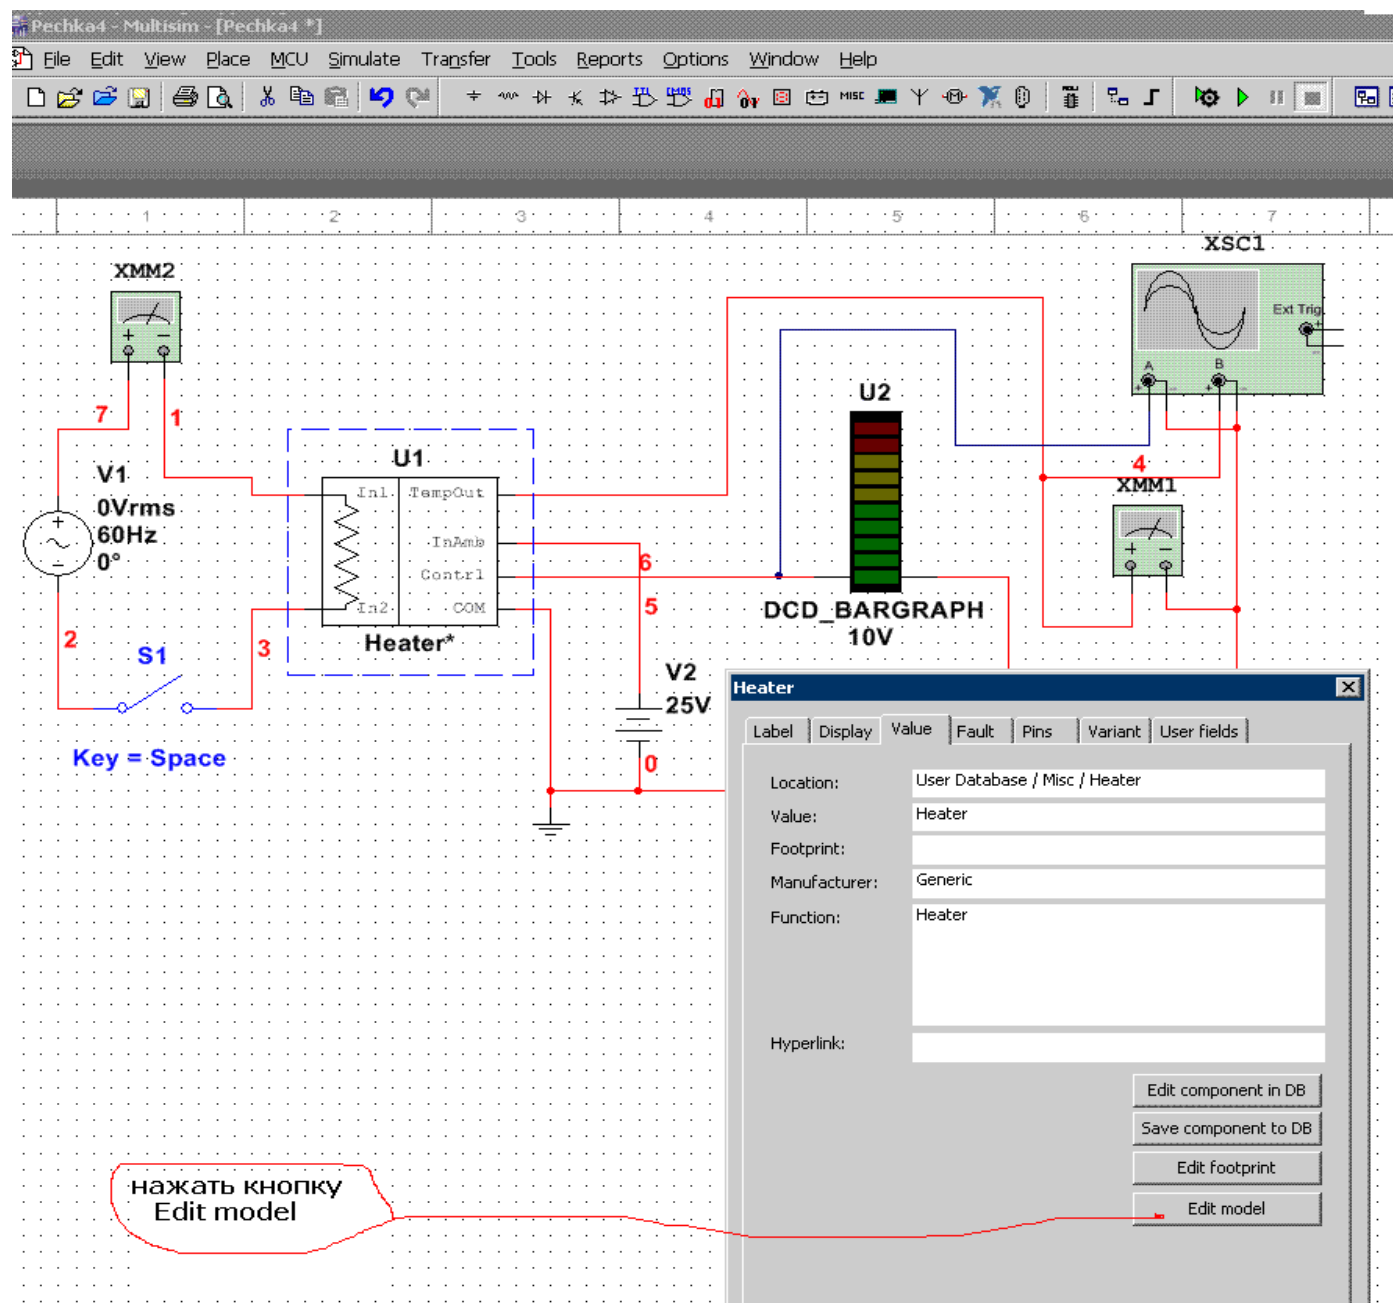 Pechka4 - Multisim - [Pechka4 *]
File Edit View Place MCU Simulate Transfer Tools Reports Options Window Help
MISC
1 2 3 4 5 6 7
XSC1
XMM2
Ext Trig
A B
U2
7 1
4
V1
U1
XMM1
0Vrms
In1 TempOut
60Hz
InAmb
0°
6
Contrl
In2 COM
5
DCD_BARGRAPH
2
3
Heater*
10V
S1
V2
25V
Key = Space
0
Heater
Label Display Value Fault Pins Variant User fields
Location: User Database / Misc / Heater
Value: Heater
Footprint:
Manufacturer: Generic
Function: Heater
Hyperlink:
Edit component in DB
Save component to DB
Edit footprint
Edit model
нажать кнопку
Edit model